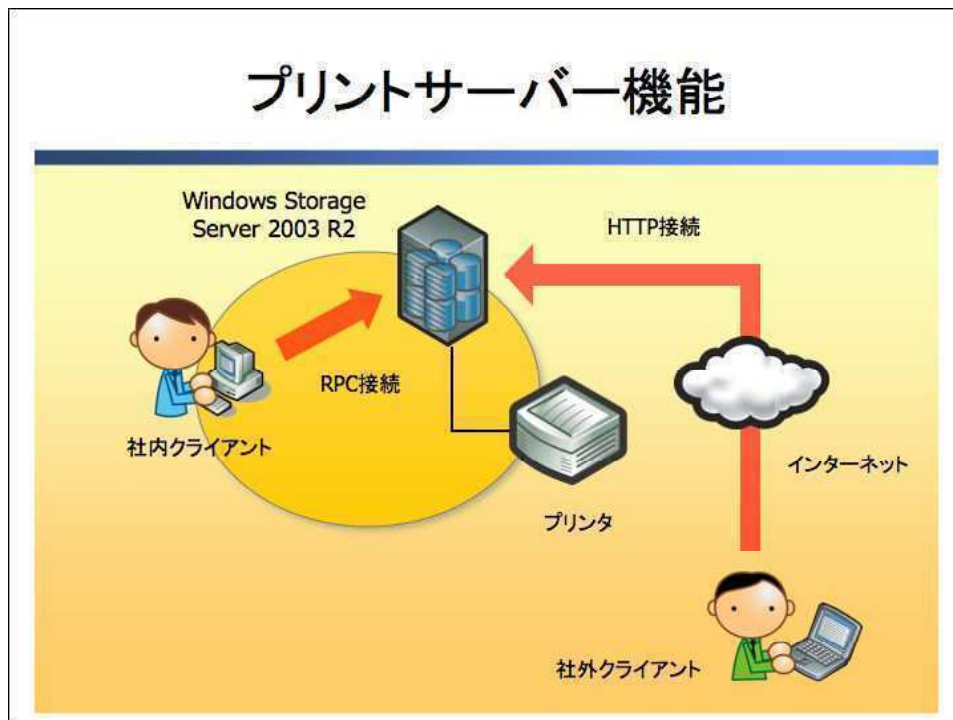 プリントサーバー機能
Windows Storage
Server 2003 R2
HTTP接続
RPC接続
社内クライアント
インターネット
プリンタ
社外クライアント